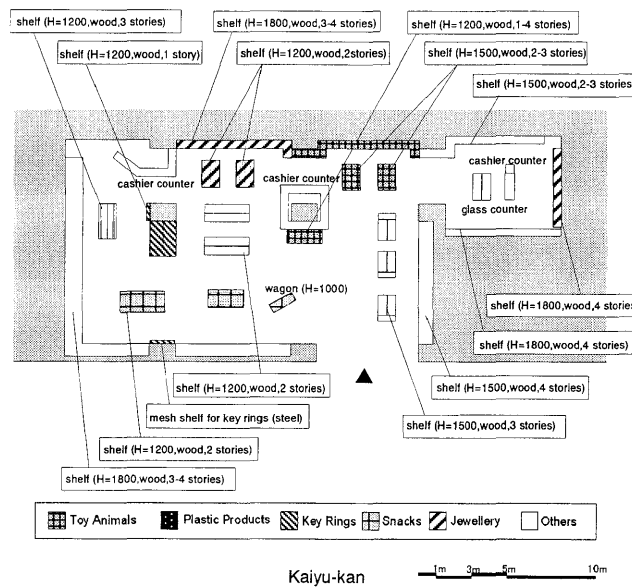 shelf (H=1200,wood,3 stories)
shelf (H=1800,wood,3-4 stories)
shelf (H=1200,wood,1-4 stories)
shelf (H=1200,wood,1 story)
shelf (H=1200,wood,2stories)
shelf (H=1500,wood,2-3 stories)
shelf (H=1500,wood,2-3 stories)
cashier counter
cashier counter
cashier counter
glass counter
wagon (H=1000)
shelf (H=1800,wood,4 stories)
shelf (H=1800,wood,4 stories)
shelf (H=1200,wood,2 stories)
shelf (H=1500,wood,4 stories)
mesh shelf for key rings (steel)
shelf (H=1500,wood,3 stories)
shelf (H=1200,wood,2 stories)
shelf (H=1800,wood,3-4 stories)
Toy Animals Plastic Products Key Rings Snacks Jewellery Others
Kaiyu-kan
1m 3m 5m 10m